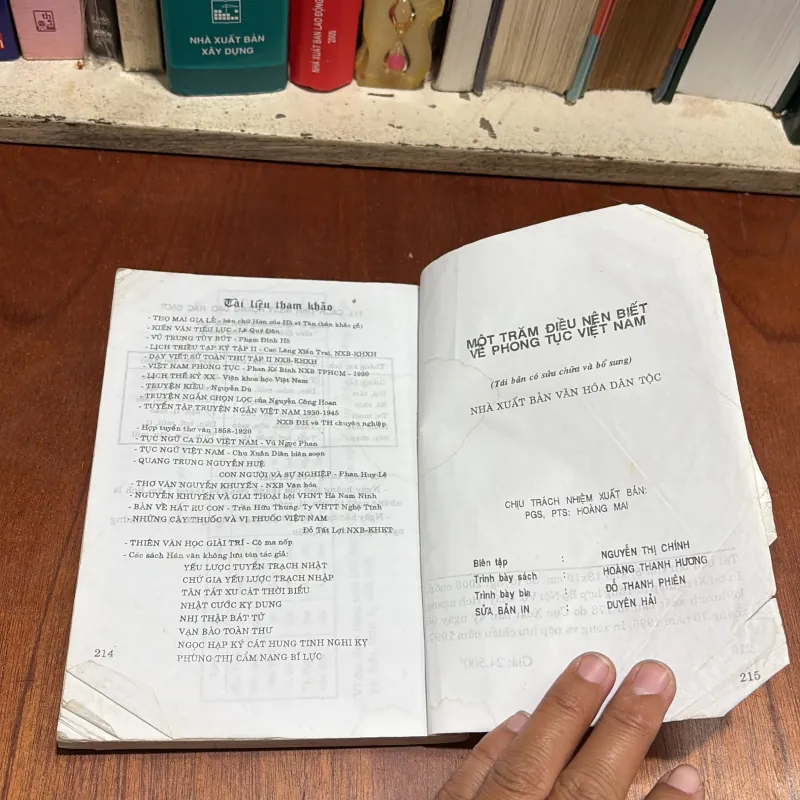 NHÀ XUẤT BẢN
XÂY DỰNG
NHÀ XUẤT BẢN LAO ĐỘNG
2005
Tài liệu tham khảo
- THỌ MAI GIA LỄ - bản chữ Hán của Hồ sĩ Tân (bản khắc gỗ)
- KIẾN VĂN TIỂU LỤC - Lê Quý Đôn
- VŨ TRUNG TÙY BÚT - Phạm Đình Hổ
- LỊCH TRIỀU TẠP KỶ TẬP II - Cao Lãng Xiển Trai, NXB-KHXH
- DẠY VIẾT SỬ TOÀN THƯ TẬP II NXB-KHXH
- VIỆT NAM PHONG TỤC - Phan Kế Bính NXB TPHCM - 1990
- LỊCH THẾ KỶ XX - Viện khoa học Việt Nam
- TRUYỆN KIỀU - Nguyễn Du
- TRUYỆN NGẮN CHỌN LỌC của Nguyễn Công Hoan
- TUYỂN TẬP TRUYỆN NGẮN VIỆT NAM 1930-1945
NXB ĐH và TH chuyên nghiệp
- Hợp tuyển thơ văn 1858-1920
- TỤC NGỮ CA DAO VIỆT NAM - Vũ Ngọc Phan
- TỤC NGỮ VIỆT NAM - Chu Xuân Diên biên soạn
- QUANG TRUNG NGUYỄN HUỆ
CON NGƯỜI VÀ SỰ NGHIỆP - Phan Huy Lê
- THƠ VĂN NGUYỄN KHUYẾN - NXB Văn hóa
- NGUYỄN KHUYẾN VÀ GIAI THOẠI hội VHNT Hà Nam Ninh
- BÀN VỀ HÁT RU CON - Trần Hữu Thung, Ty VHTT Nghệ Tĩnh
- NHỮNG CÂY THUỐC VÀ VỊ THUỐC VIỆT NAM
Đỗ Tất Lợi NXB-KHKT
- THIÊN VĂN HỌC GIẢI TRÍ - Cô ma nốp
- Các sách Hán văn không lưu tồn tác giả:
YẾU LƯỢC TUYỂN TRẠCH NHẬT
CHƯ GIA YẾU LƯỢC TRẠCH NHẬP
TÂN TẮT XU CÁT THỜI BIỂU
NHẬT CƯỚC KỴ DỤNG
NHỊ THẬP BÁT TỨ
VẠN BẢO TOÀN THƯ
NGỌC HẠP KÝ CÁT HUNG TINH NGHI KỴ
PHÙNG THỊ CẨM NANG BÍ LỤC
214
MỘT TRĂM ĐIỀU NÊN BIẾT
VỀ PHONG TỤC VIỆT NAM
(Tái bản có sửa chữa và bổ sung)
NHÀ XUẤT BẢN VĂN HÓA DÂN TỘC
CHỊU TRÁCH NHIỆM XUẤT BẢN:
PGS, PTS: HOÀNG MAI
Biên tập : NGUYỄN THỊ CHÍNH
Trình bày sách : HOÀNG THANH HƯƠNG
Trình bày bìa : ĐỖ THANH PHIÊN
SỬA BẢN IN : DUYÊN HẢI
215